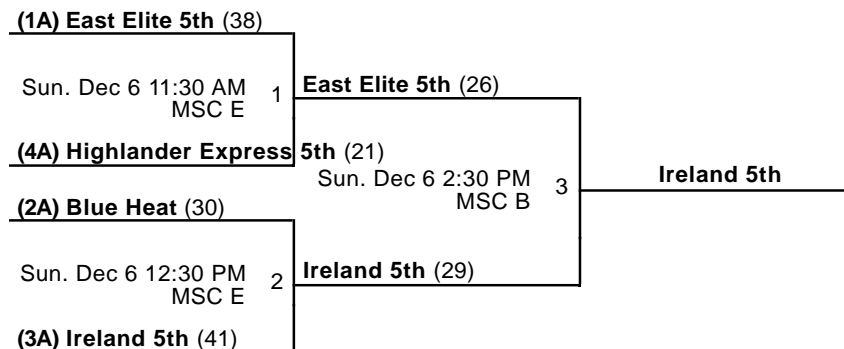 (1A) East Elite 5th (38)
Sun. Dec 6 11:30 AM
MSC E
1
East Elite 5th (26)
(4A) Highlander Express 5th (21)
Sun. Dec 6 2:30 PM
MSC B
3
Ireland 5th
(2A) Blue Heat (30)
Sun. Dec 6 12:30 PM
MSC E
2
Ireland 5th (29)
(3A) Ireland 5th (41)